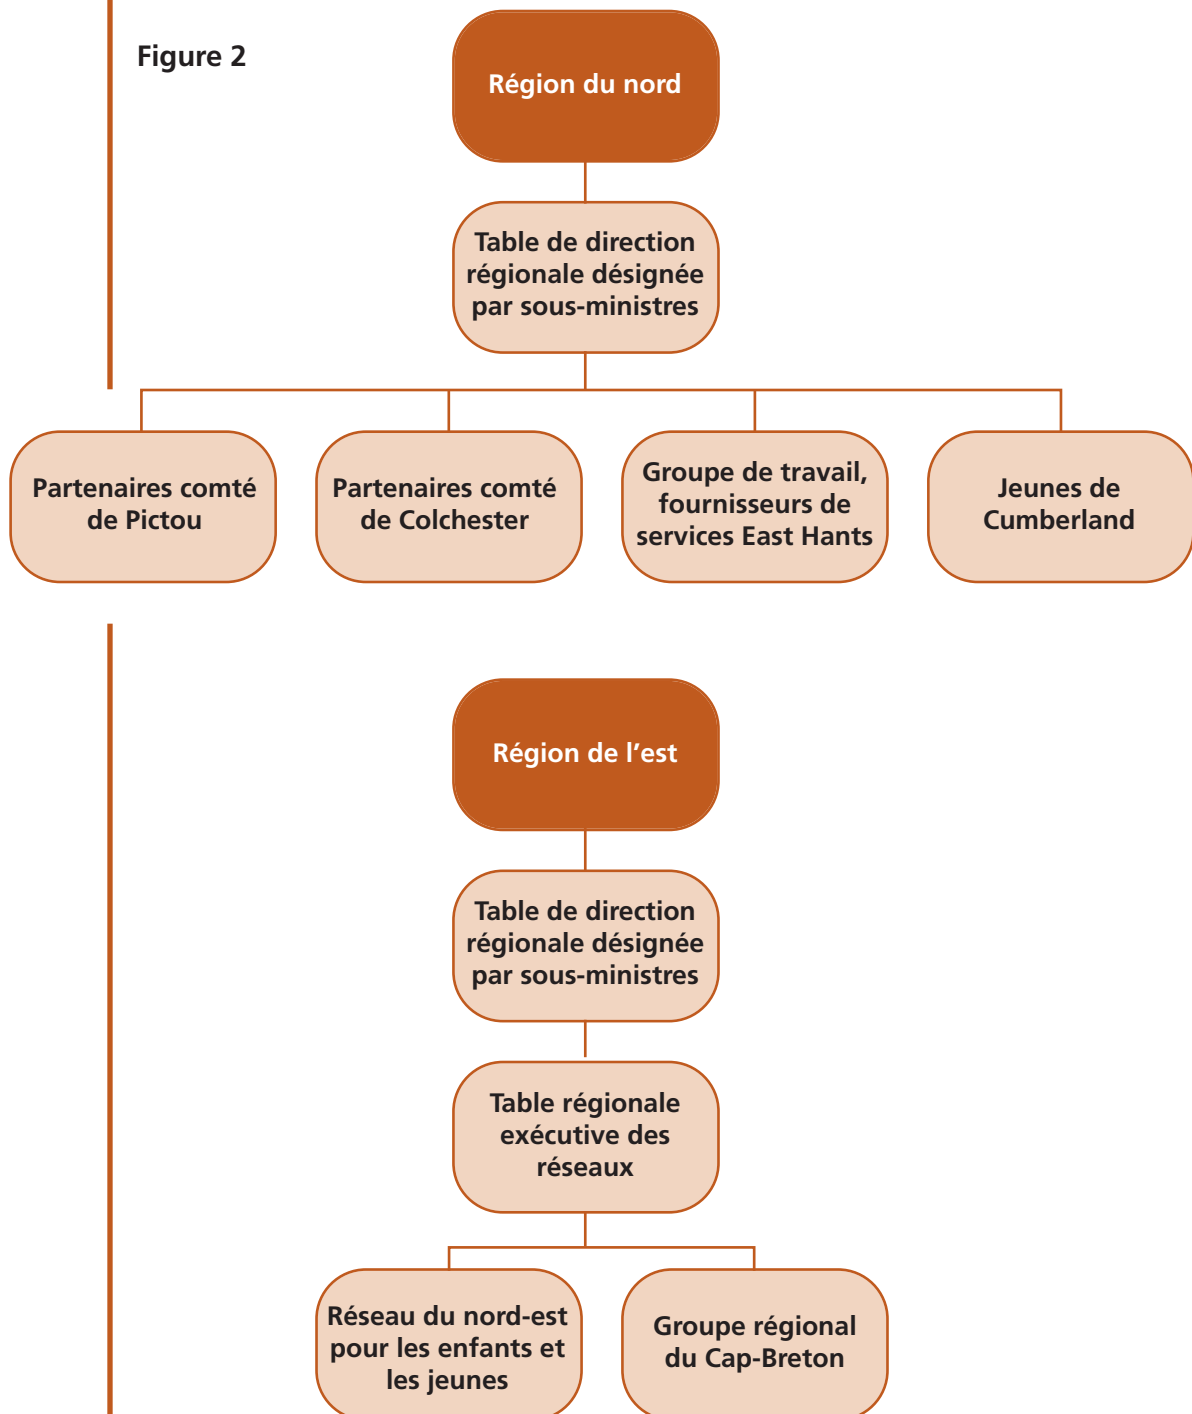 Figure 2
Région du nord
Table de direction
régionale désignée
par sous-ministres
Partenaires comté
de Pictou
Partenaires comté
de Colchester
Groupe de travail,
fournisseurs de
services East Hants
Jeunes de
Cumberland
Région de l'est
Table de direction
régionale désignée
par sous-ministres
Table régionale
exécutive des
réseaux
Réseau du nord-est
pour les enfants et
les jeunes
Groupe régional
du Cap-Breton